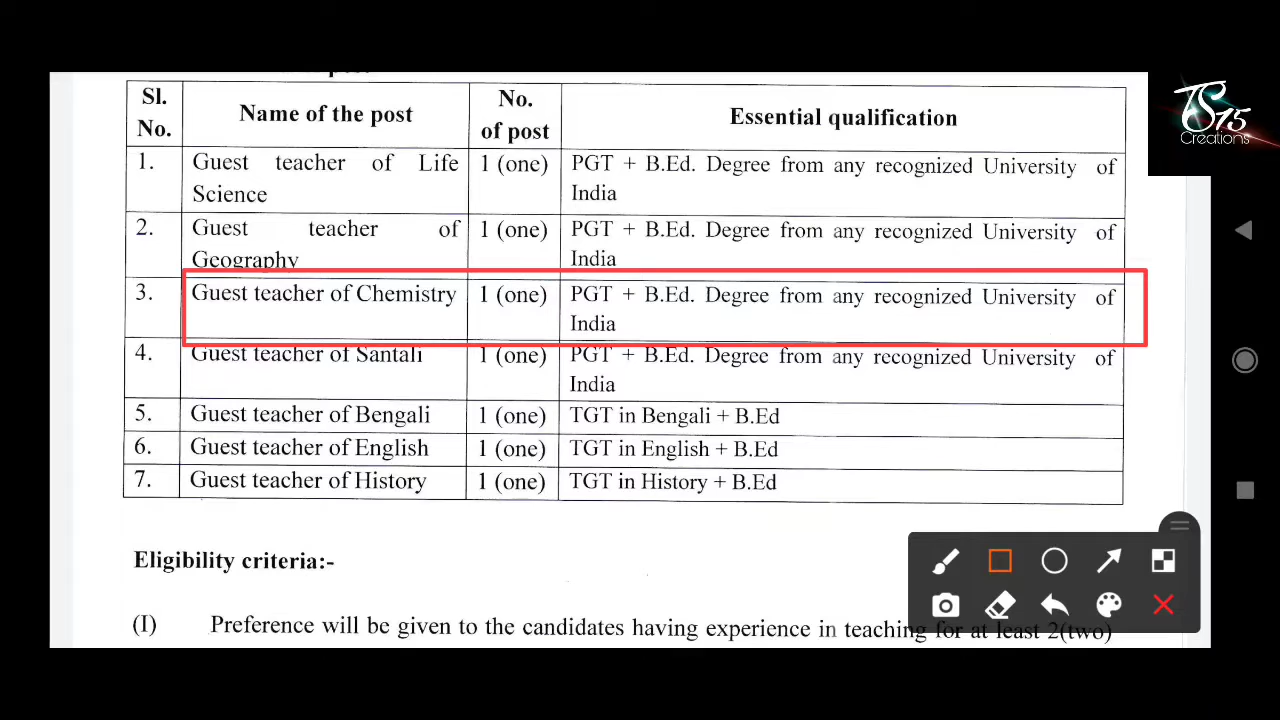 Sl. No.
Name of the post
No. of post
Essential qualification
1.
Guest teacher of Life
Science
1 (one)
PGT + B.Ed. Degree from any recognized University of
India
2.
Guest teacher of
Geography
1 (one)
PGT + B.Ed. Degree from any recognized University of
India
3.
Guest teacher of Chemistry
1 (one)
PGT + B.Ed. Degree from any recognized University of
India
4.
Guest teacher of Santali
1 (one)
PGT + B.Ed. Degree from any recognized University of
India
5.
Guest teacher of Bengali
1 (one)
TGT in Bengali + B.Ed
6.
Guest teacher of English
1 (one)
TGT in English + B.Ed
7.
Guest teacher of History
1 (one)
TGT in History + B.Ed
Eligibility criteria:-
(I) Preference will be given to the candidates having experience in teaching for at least 2(two)
TS15
Creations